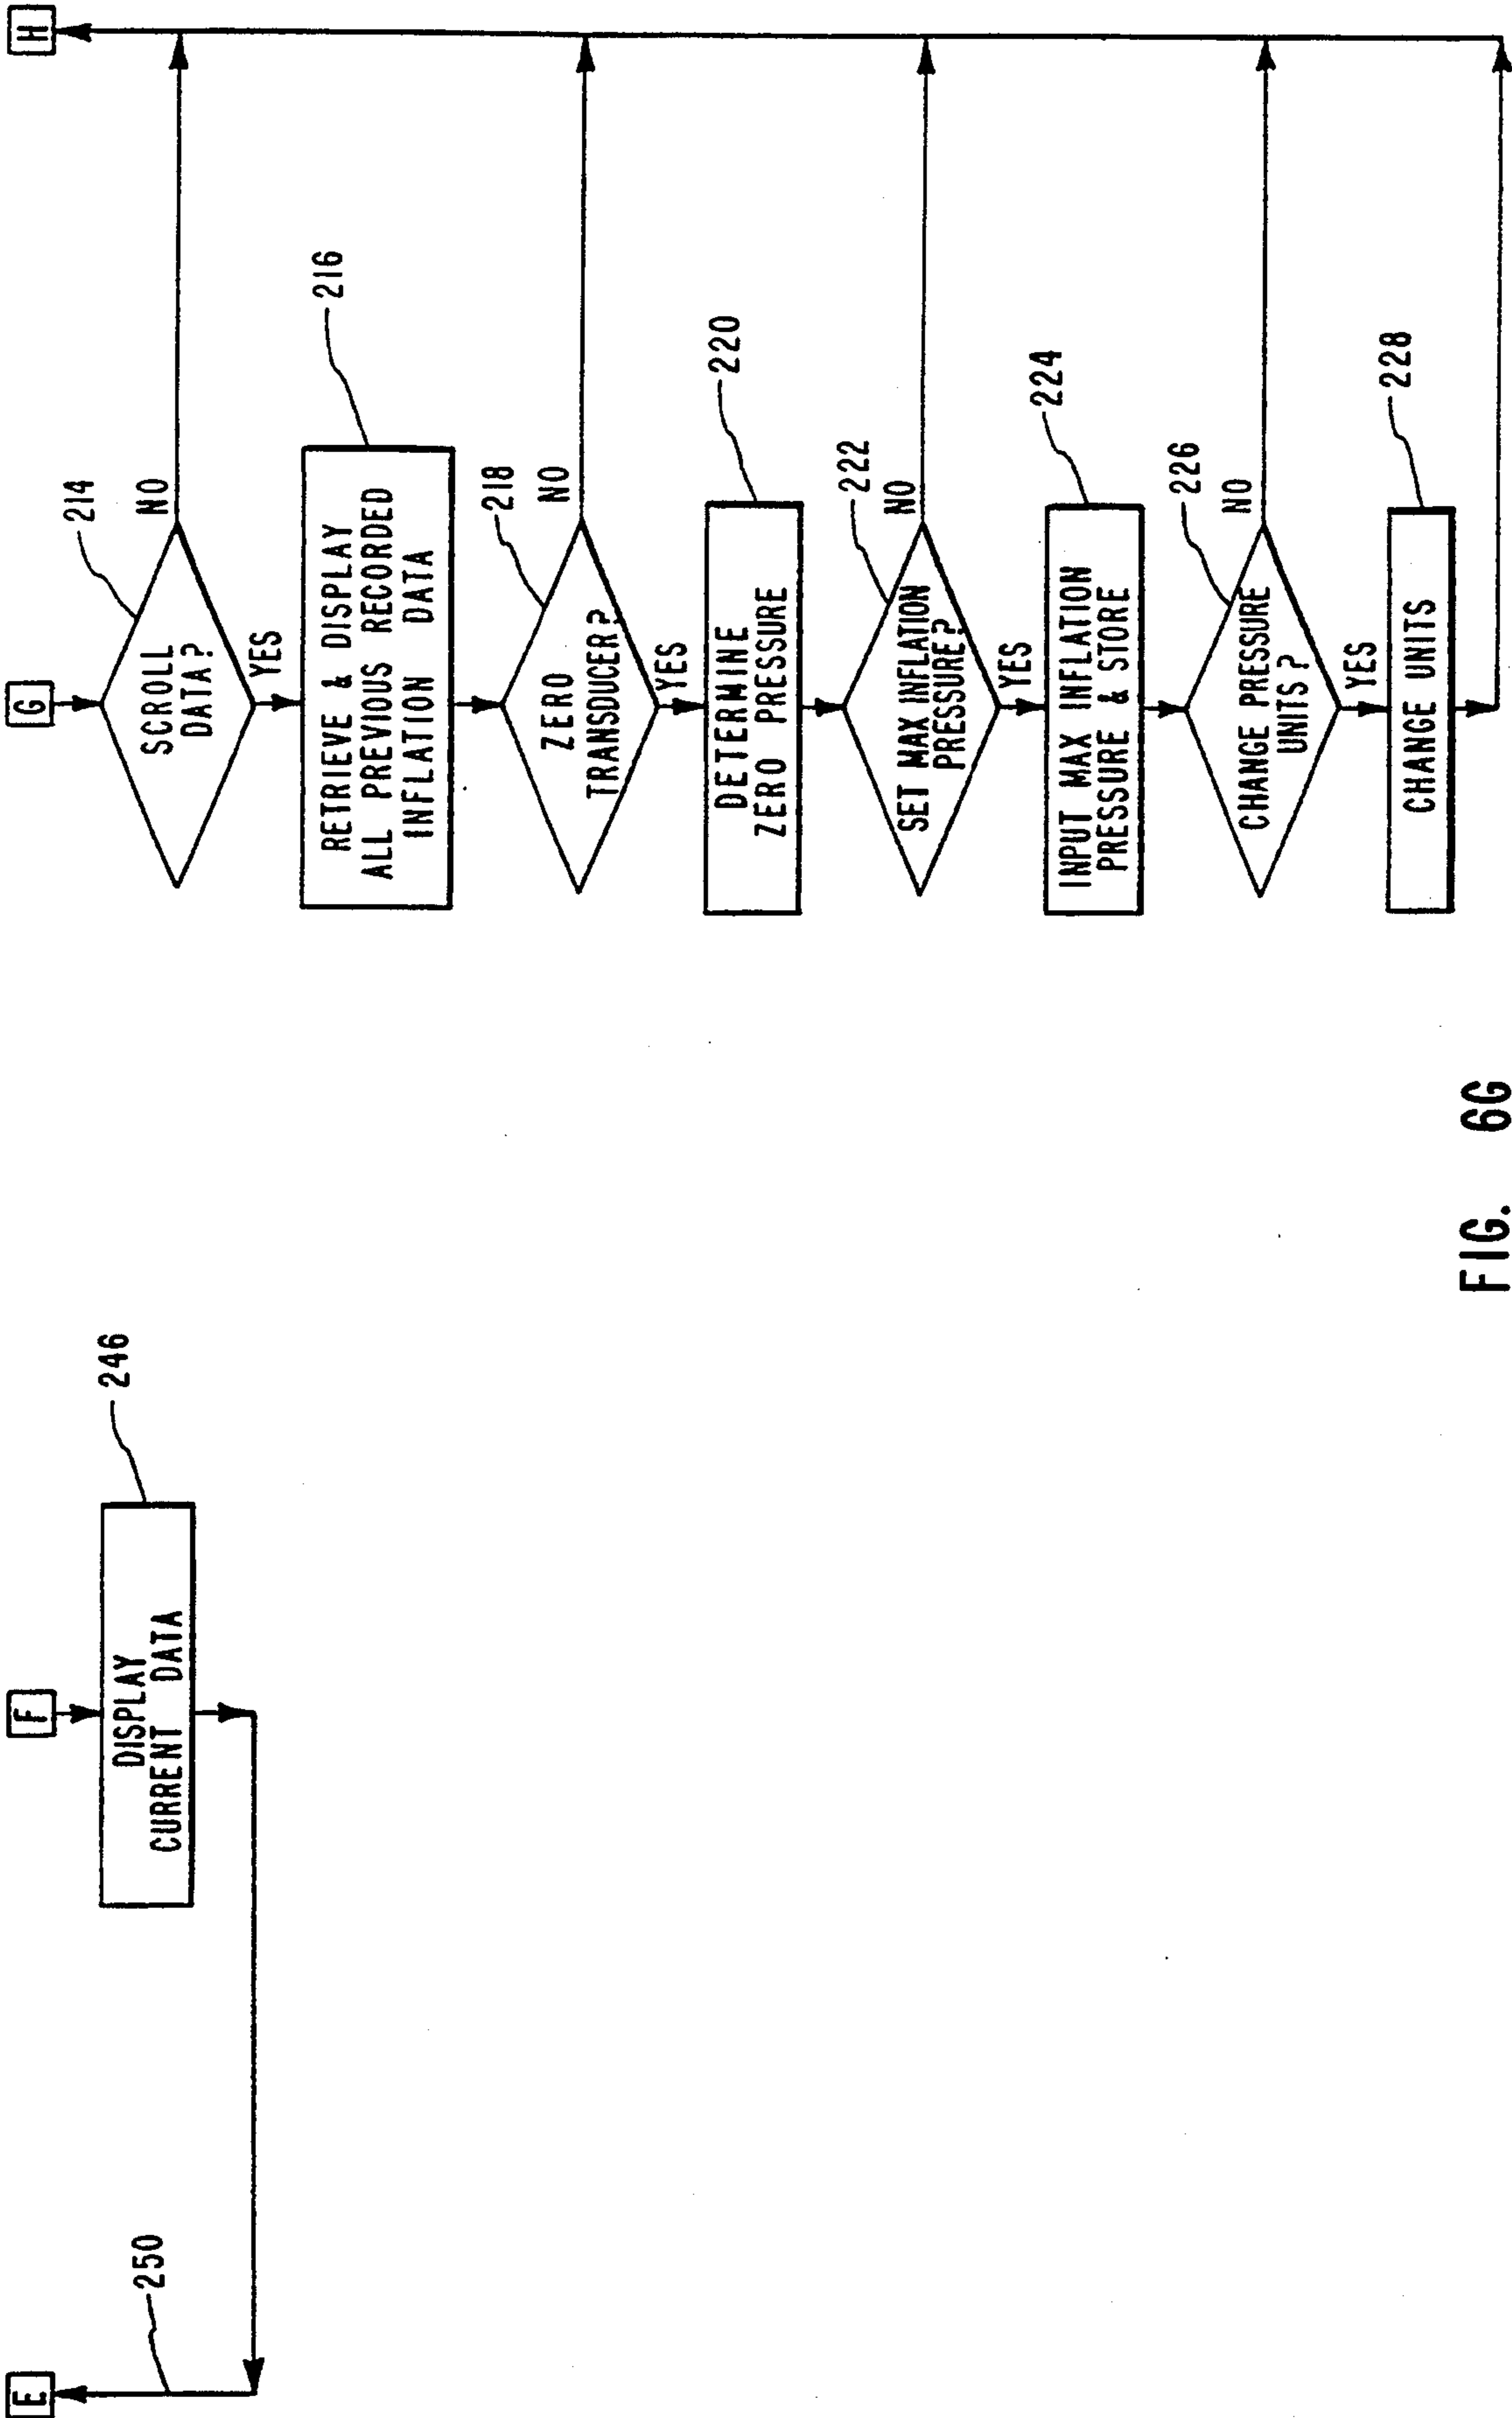 E
F
G
H
250
DISPLAY
CURRENT DATA
246
SCROLL
DATA?
214
NO
YES
RETRIEVE & DISPLAY
ALL PREVIOUS RECORDED
INFLATION DATA
216
ZERO
TRANSDUCER?
218
NO
YES
DETERMINE
ZERO PRESSURE
220
SET MAX INFLATION
PRESSURE?
222
NO
YES
INPUT MAX INFLATION
PRESSURE & STORE
224
CHANGE PRESSURE
UNITS?
226
NO
YES
CHANGE UNITS
228
FIG. 6G